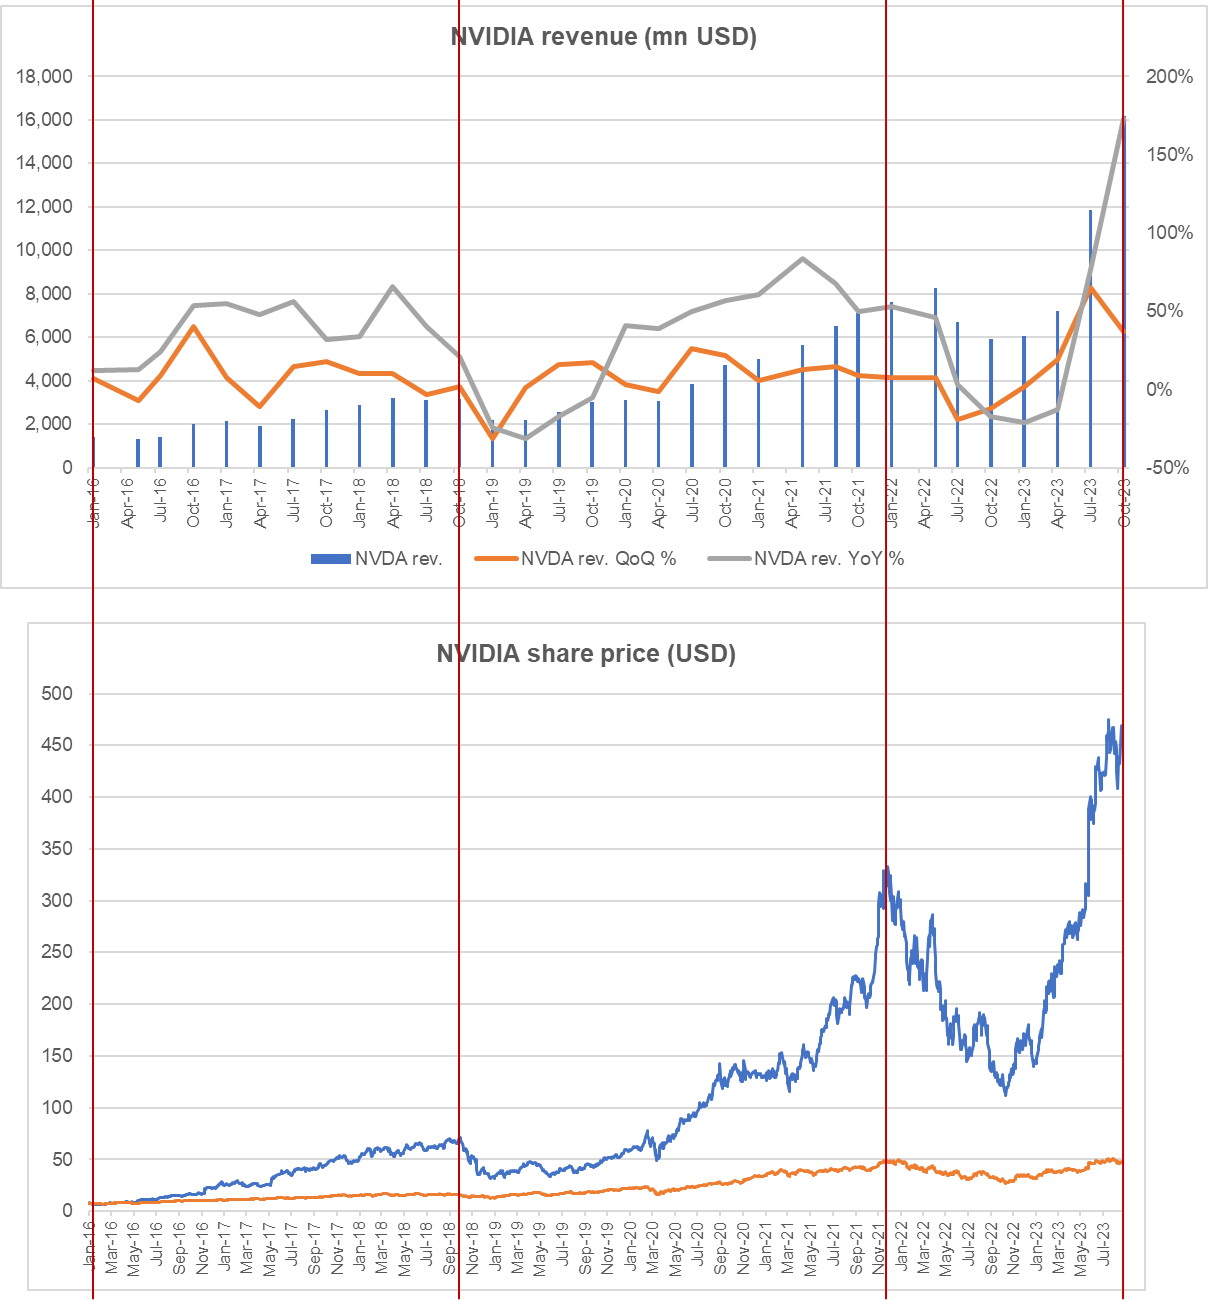 NVIDIA revenue (mn USD)
18,000
16,000
14,000
12,000
10,000
8,000
6,000
4,000
2,000
0
200%
150%
100%
50%
0%
-50%
Jan-16
Apr-16
Jul-16
Oct-16
Jan-17
Apr-17
Jul-17
Oct-17
Jan-18
Apr-18
Jul-18
Oct-18
Jan-19
Apr-19
Jul-19
Oct-19
Jan-20
Apr-20
Jul-20
Oct-20
Jan-21
Apr-21
Jul-21
Oct-21
Jan-22
Apr-22
Jul-22
Oct-22
Jan-23
Apr-23
Jul-23
Oct-23
NVDA rev.
NVDA rev. QoQ %
NVDA rev. YoY %
NVIDIA share price (USD)
500
450
400
350
300
250
200
150
100
50
0
Jan-16
Mar-16
May-16
Jul-16
Sep-16
Nov-16
Jan-17
Mar-17
May-17
Jul-17
Sep-17
Nov-17
Jan-18
Mar-18
May-18
Jul-18
Sep-18
Nov-18
Jan-19
Mar-19
May-19
Jul-19
Sep-19
Nov-19
Jan-20
Mar-20
May-20
Jul-20
Sep-20
Nov-20
Jan-21
Mar-21
May-21
Jul-21
Sep-21
Nov-21
Jan-22
Mar-22
May-22
Jul-22
Sep-22
Nov-22
Jan-23
Mar-23
May-23
Jul-23